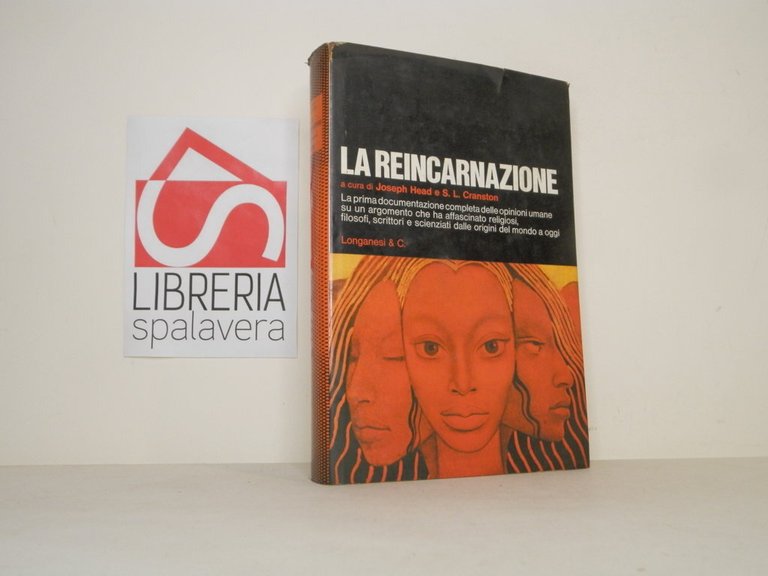 LIBRERIA
spalavera
LA REINCARNAZIONE
a cura di Joseph Head e S. L. Cranston
La prima documentazione completa delle opinioni umane
su un argomento che ha affascinato religiosi,
filosofi, scrittori e scienziati dalle origini del mondo a oggi
Longanesi & C.